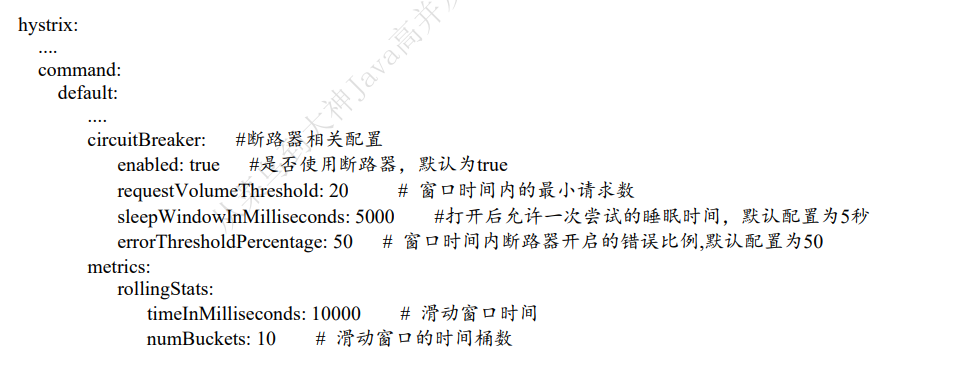 hystrix:
....
command:
default:
....
circuitBreaker: #断路器相关配置
enabled: true #是否使用断路器，默认为true
requestVolumeThreshold: 20 # 窗口时间内的最小请求数
sleepWindowInMilliseconds: 5000 #打开后允许一次尝试的睡眠时间，默认配置为5秒
errorThresholdPercentage: 50 # 窗口时间内断路器开启的错误比例,默认配置为50
metrics:
rollingStats:
timeInMilliseconds: 10000 # 滑动窗口时间
numBuckets: 10 # 滑动窗口的时间桶数
大神Java高并